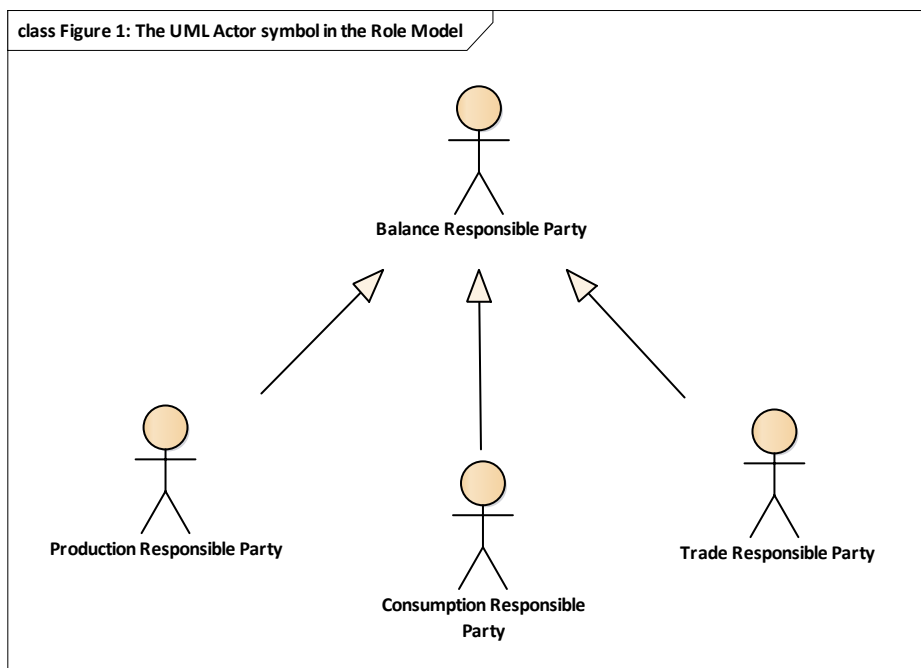 class Figure 1: The UML Actor symbol in the Role Model
Balance Responsible Party
Production Responsible Party
Trade Responsible Party
Consumption Responsible
Party